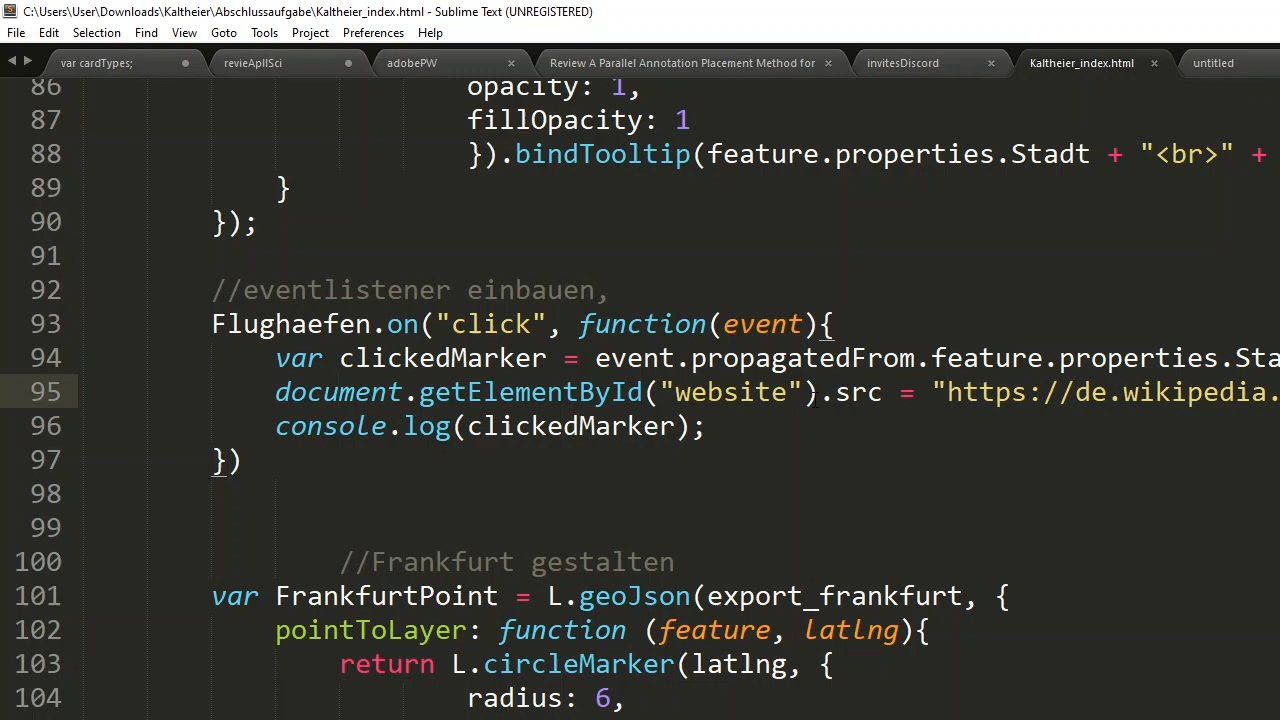 C:\Users\User\Downloads\Kaltheier\Abschlussaufgabe\Kaltheier_index.html - Sublime Text (UNREGISTERED)
File Edit Selection Find View Goto Tools Project Preferences Help
var cardTypes; revieApllSci adobePW Review A Parallel Annotation Placement Method for invitesDiscord Kaltheier_index.html untitled
86 opacity: 1,
87 fillOpacity: 1
88 }).bindTooltip(feature.properties.Stadt + "<br>" +
89 }
90 });
91
92 //eventlistener einbauen,
93 Flughaefen.on("click", function(event){
94 var clickedMarker = event.propagatedFrom.feature.properties.Sta
95 document.getElementById("website").src = "https://de.wikipedia.
96 console.log(clickedMarker);
97 })
98
99
100 //Frankfurt gestalten
101 var FrankfurtPoint = L.geoJson(export_frankfurt, {
102 pointToLayer: function (feature, latlng){
103 return L.circleMarker(latlng, {
104 radius: 6,